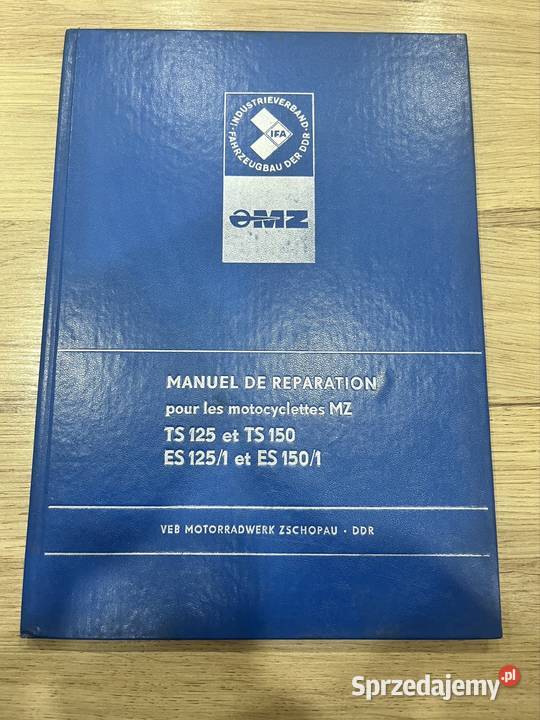 INDUSTRIEVERBAND
FAHRZEUGBAU DER DDR
IFA
MZ
MANUEL DE REPARATION
pour les motocyclettes MZ
TS 125 et TS 150
ES 125/1 et ES 150/1
VEB MOTORRADWERK ZSCHOPAU · DDR
Sprzedajemy.pl